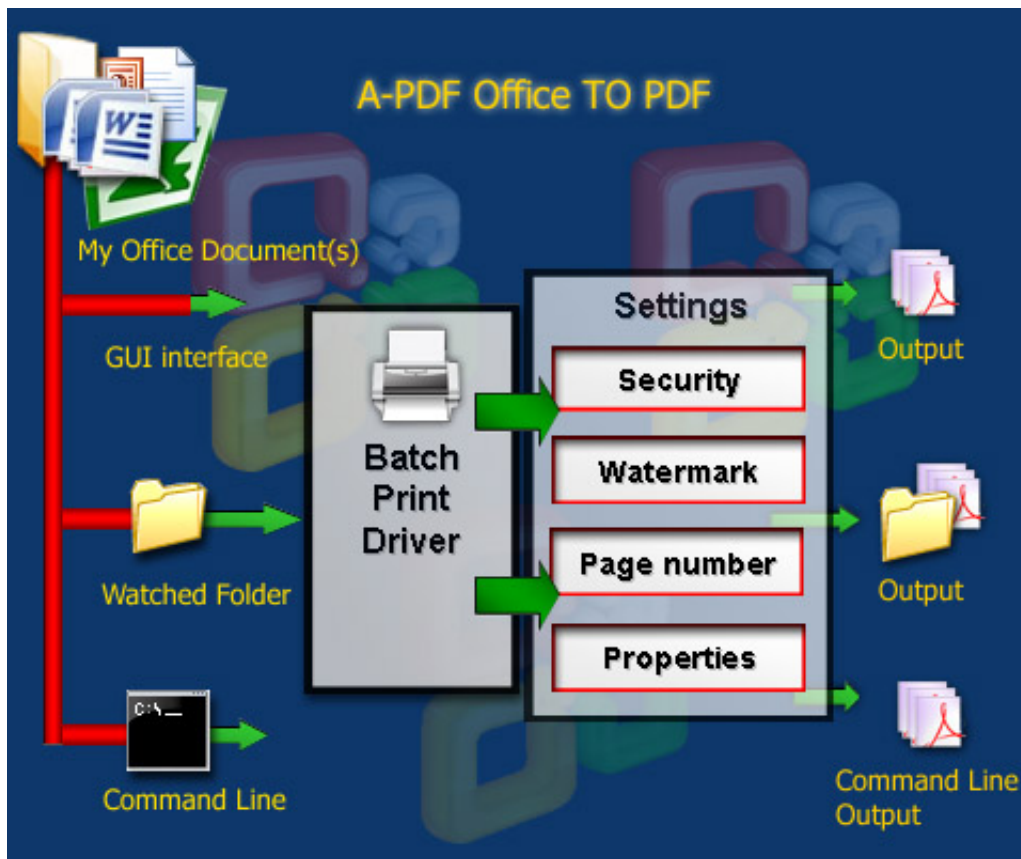 A-PDF Office TO PDF
My Office Document(s)
GUI interface
Watched Folder
C:\__
Command Line
Batch
Print
Driver
Settings
Security
Watermark
Page number
Properties
Output
Output
Command Line
Output